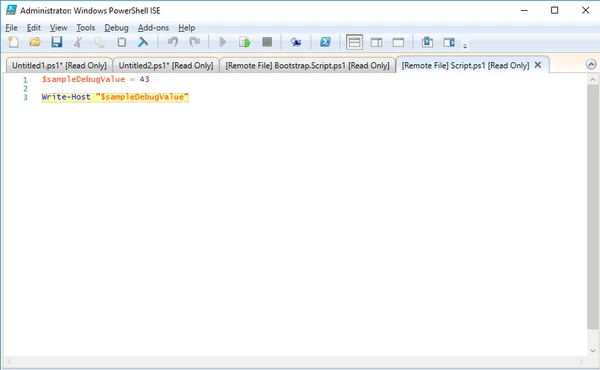 Administrator: Windows PowerShell ISE
File Edit View Tools Debug Add-ons Help
Untitled1.ps1* [Read Only] Untitled2.ps1* [Read Only] [Remote File] Bootstrap.Script.ps1 [Read Only] [Remote File] Script.ps1 [Read Only]
1 $sampleDebugValue = 43
2
3 Write-Host "$sampleDebugValue"